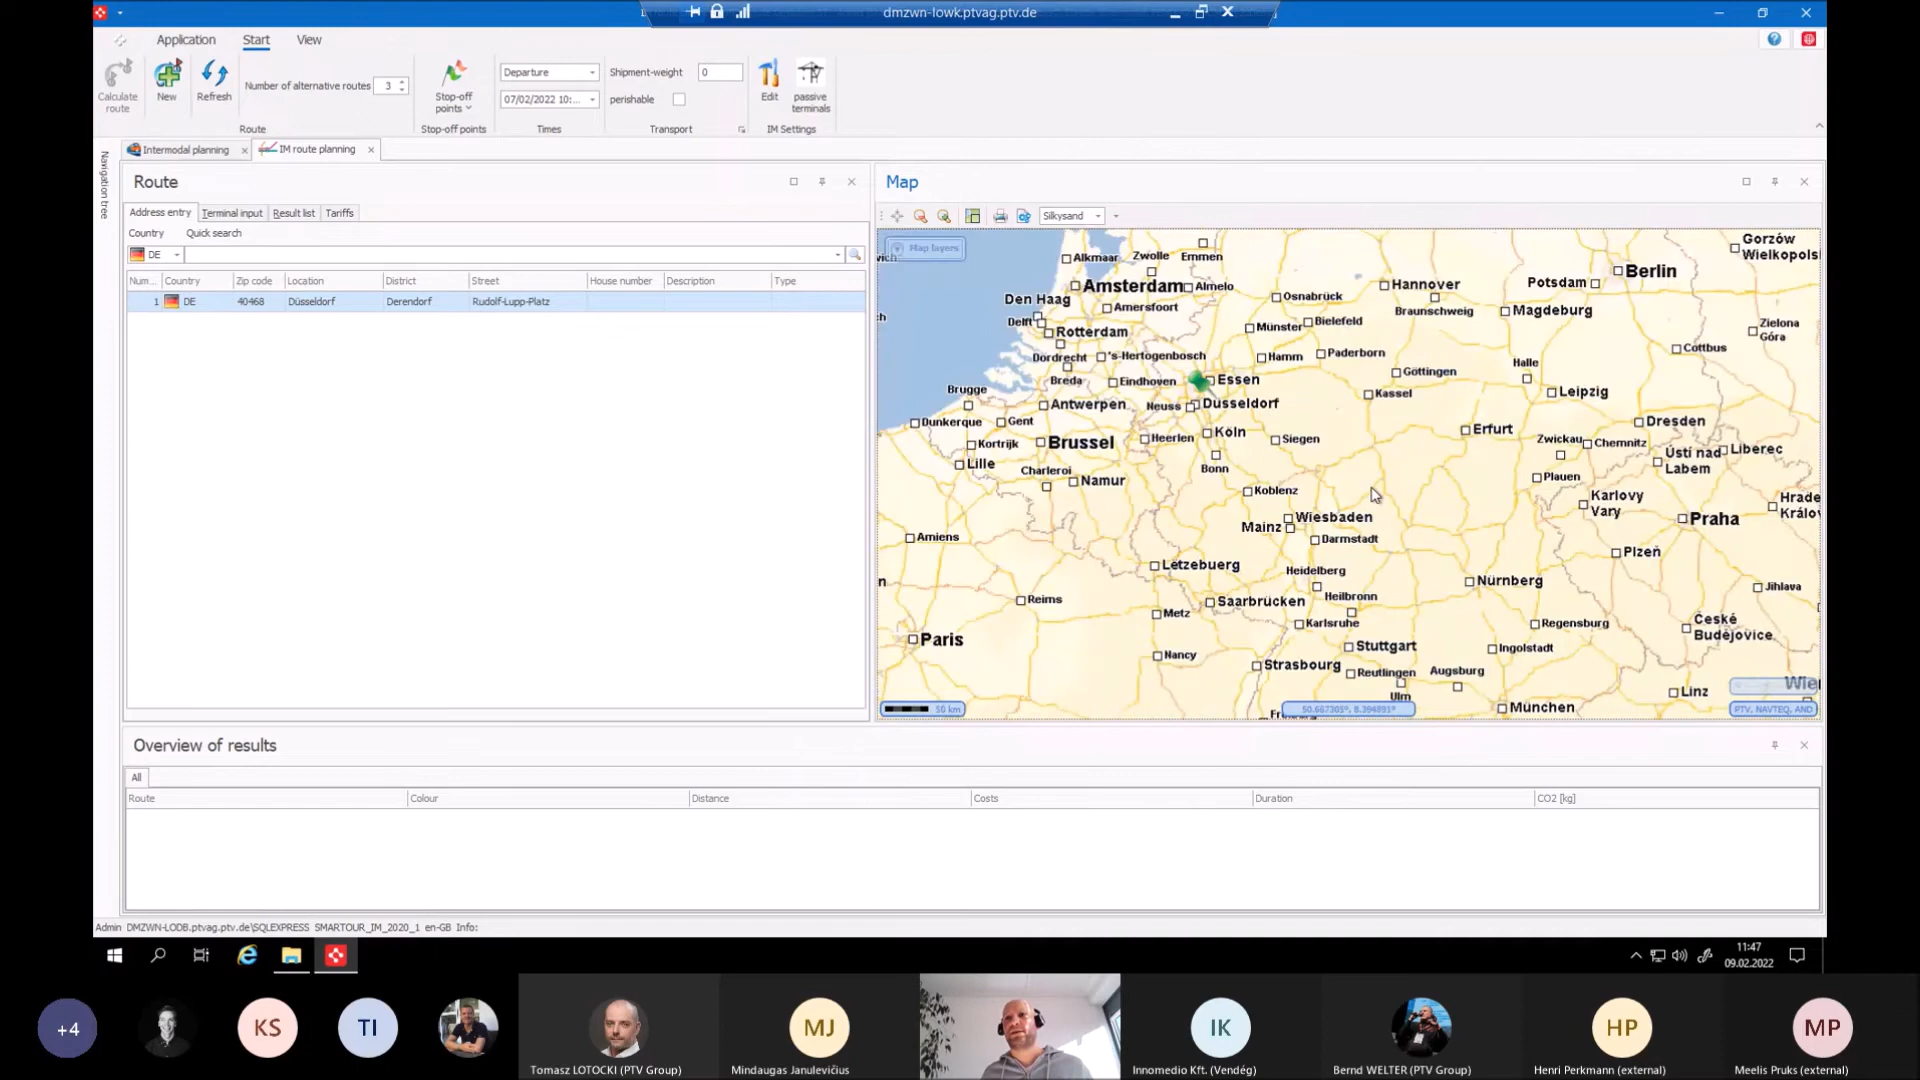 dmzwn-lowk.ptvag.ptv.de
Application Start View
Calculate route
New
Refresh
Number of alternative routes 3
Route
Stop-off points
Stop-off points
Departure
07/02/2022 10:...
Times
Shipment-weight 0
perishable
Transport
Edit
passive terminals
IM Settings
Navigation tree
Intermodal planning
IM route planning
Route
Address entry Terminal input Result list Tariffs
Country Quick search
DE
Num... Country Zip code Location District Street House number Description Type
1 DE 40468 Düsseldorf Derendorf Rudolf-Lupp-Platz
Map
Silkysand
Map layers
Alkmaar
Zwolle
Emmen
Gorzów
Wielkopols
Berlin
Amsterdam
Almelo
Hannover
Potsdam
Den Haag
Amersfoort
Osnabrück
Braunschweig
Magdeburg
Delft
Rotterdam
Münster
Bielefeld
Zielona
Góra
Dordrecht
's-Hertogenbosch
Hamm
Paderborn
Halle
Cottbus
Breda
Eindhoven
Essen
Göttingen
Brugge
Kassel
Leipzig
Antwerpen
Neuss
Düsseldorf
Dunkerque
Gent
Dresden
Kortrijk
Brussel
Heerlen
Köln
Siegen
Erfurt
Zwickau
Chemnitz
Liberec
Lille
Charleroi
Namur
Bonn
Ústí nad
Labem
Plauen
Koblenz
Karlovy
Vary
Hrade
Králo
Wiesbaden
Mainz
Praha
Amiens
Darmstadt
Plzeň
Letzebuerg
Heidelberg
Nürnberg
Jihlava
Reims
Saarbrücken
Heilbronn
Metz
Karlsruhe
Regensburg
České
Budějovice
Paris
Nancy
Stuttgart
Ingolstadt
Strasbourg
Reutlingen
Augsburg
Ulm
Linz
Wie
München
50 km
50.667305°, 8.394891°
PTV, NAVTEQ, AND
Overview of results
All
Route Colour Distance Costs Duration CO2 [kg]
Admin DMZWN-LODB.ptvag.ptv.de\SQLEXPRESS SMARTOUR_IM_2020_1 en-GB Info:
11:47
09.02.2022
+4
KS
TI
MJ
IK
HP
MP
Tomasz LOTOCKI (PTV Group)
Mindaugas Janulevičius
Innomedio Kft. (Vendég)
Bernd WELTER (PTV Group)
Henri Perkmann (external)
Meelis Pruks (external)